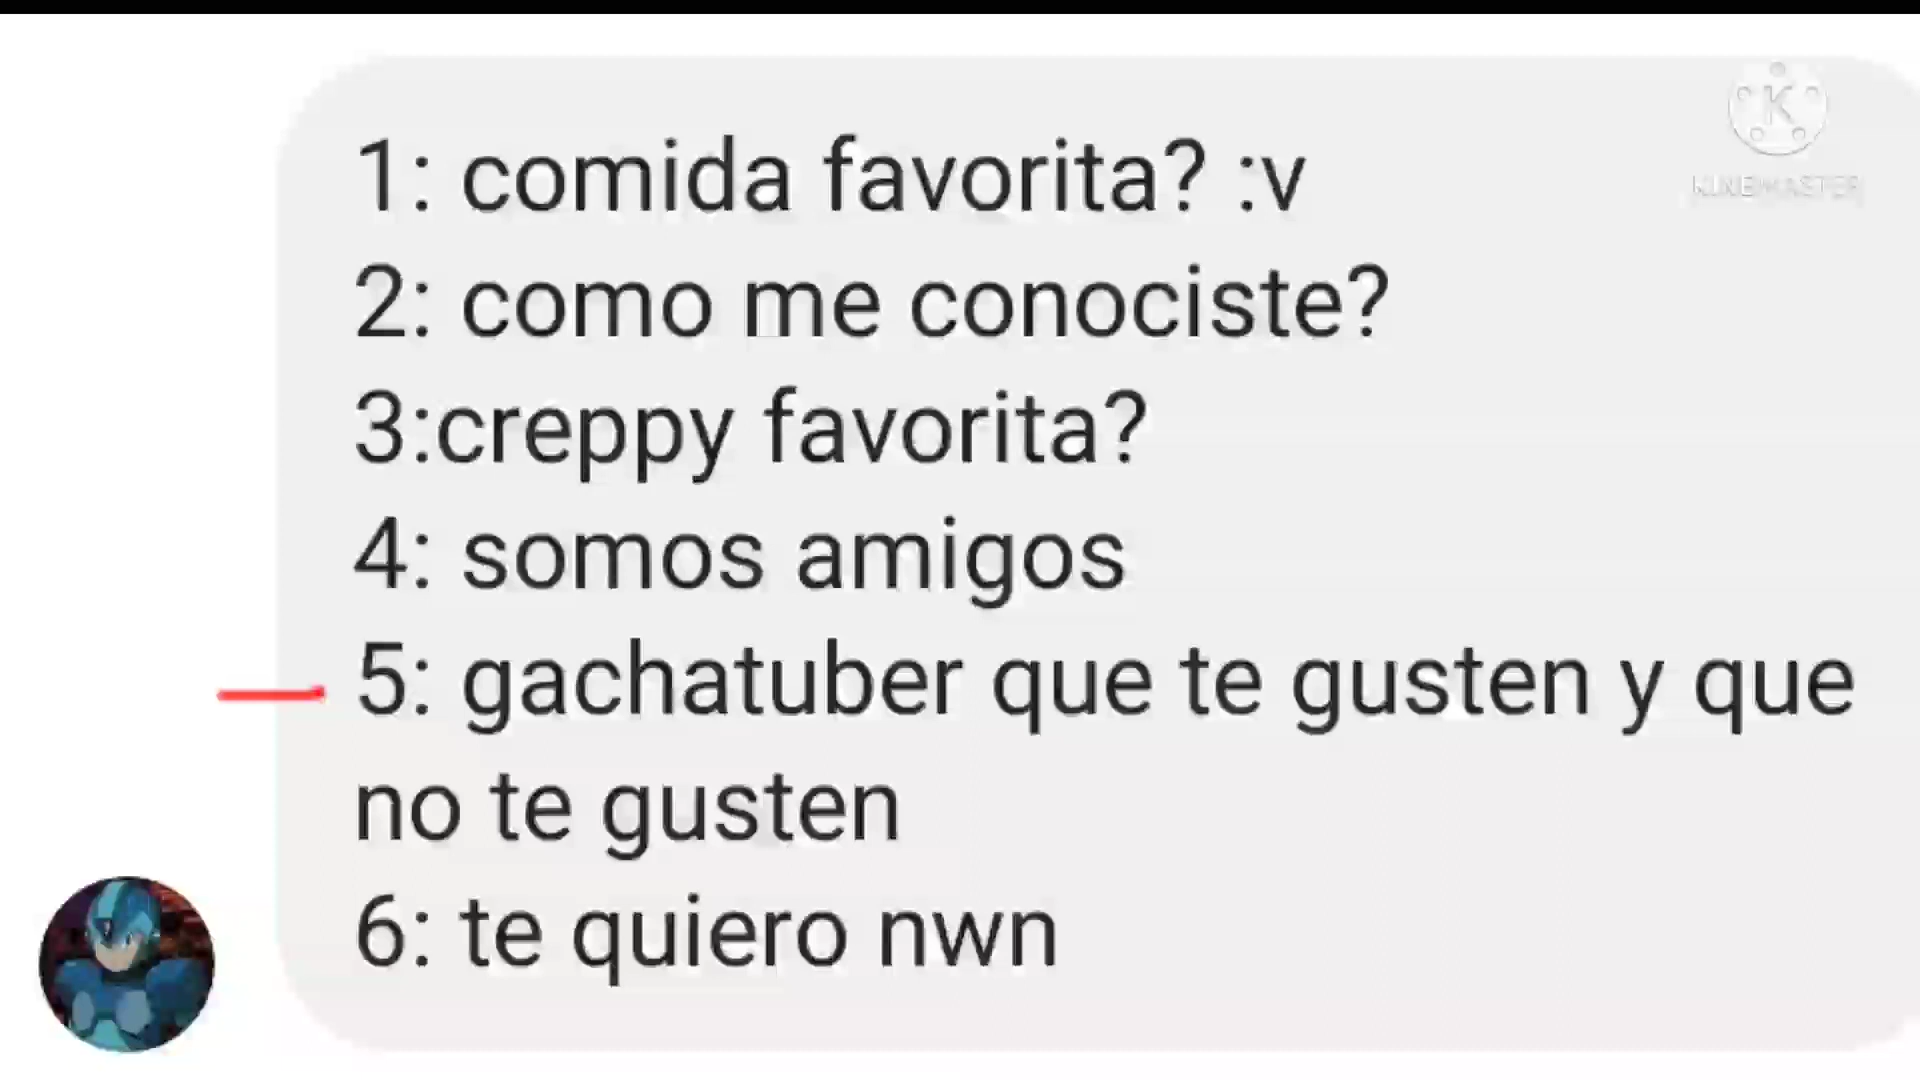 1: comida favorita? :v
2: como me conociste?
3:creppy favorita?
4: somos amigos
5: gachatuber que te gusten y que
no te gusten
6: te quiero nwn
K
KINEMASTER